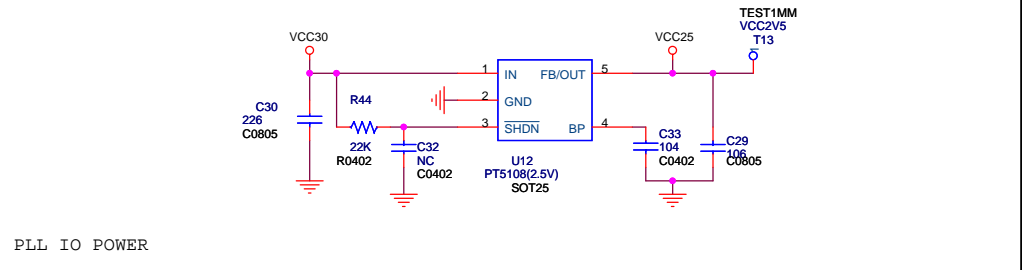 TEST1MM
VCC2V5
T13
VCC30
VCC25
1
IN
FB/OUT
5
C30
226
C0805
R44
2
GND
3
SHDN
BP
4
22K
R0402
C32
NC
C0402
U12
PT5108(2.5V)
SOT25
C33
104
C0402
C29
106
C0805
PLL IO POWER